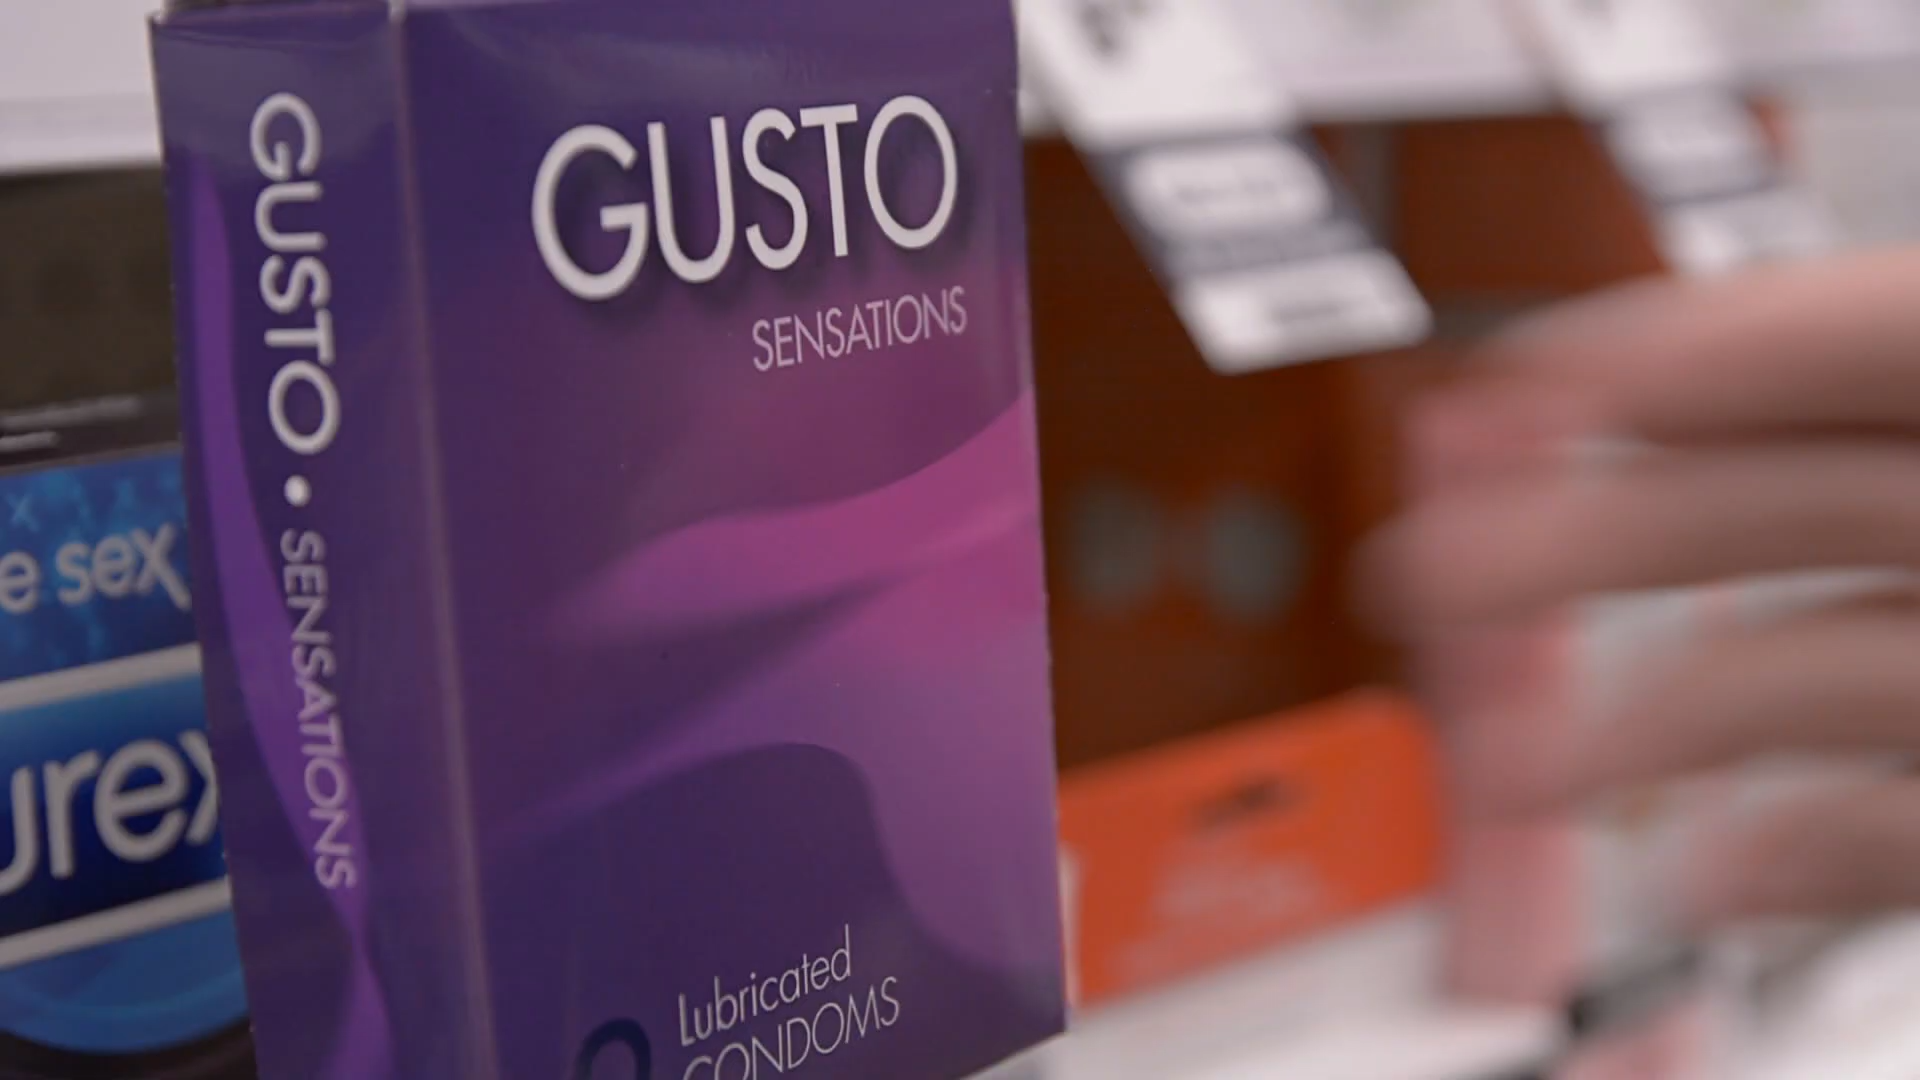 GUSTO
SENSATIONS
Lubricated
CONDOMS
GUSTO • SENSATIONS
e sex
urex